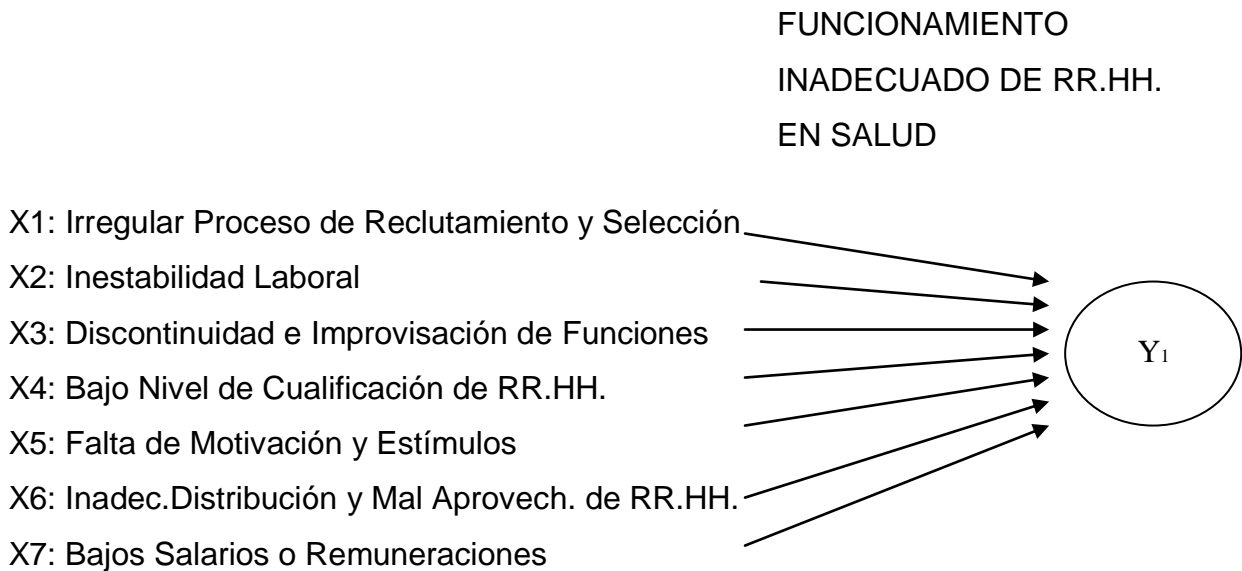 FUNCIONAMIENTO
INADECUADO DE RR.HH.
EN SALUD
X1: Irregular Proceso de Reclutamiento y Selección
X2: Inestabilidad Laboral
X3: Discontinuidad e Improvisación de Funciones
X4: Bajo Nivel de Cualificación de RR.HH.
X5: Falta de Motivación y Estímulos
X6: Inadec.Distribución y Mal Aprovech. de RR.HH.
X7: Bajos Salarios o Remuneraciones
Y1